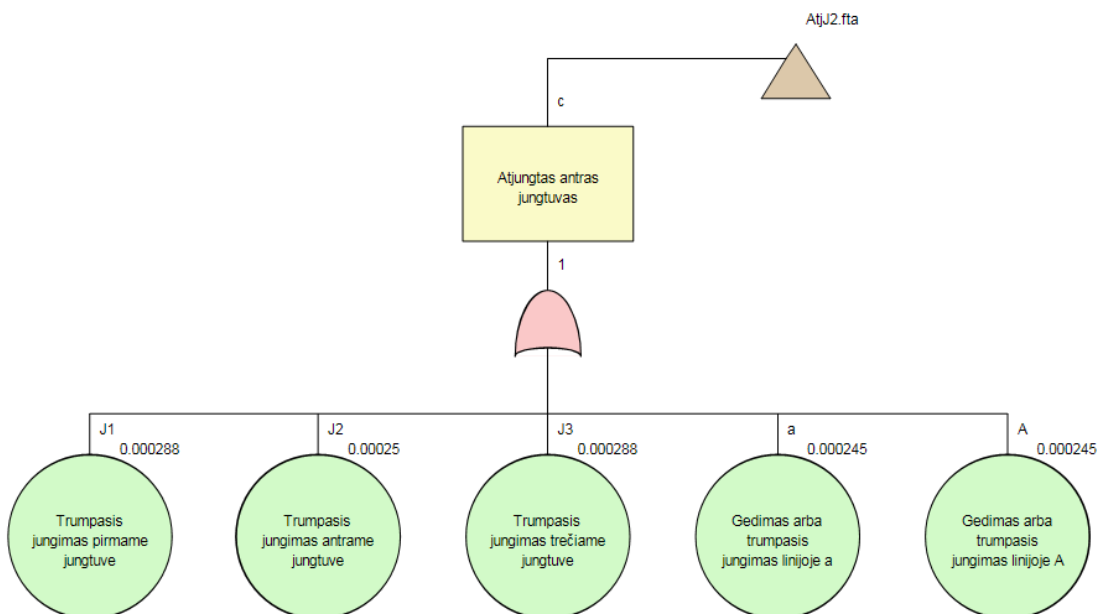 AtjJ2.fta
c
Atjungtas antras
jungtuvas
1
J1
0.000288
J2
0.00025
J3
0.000288
a
0.000245
A
0.000245
Trumpasis
jungimas pirmame
jungtuve
Trumpasis
jungimas antrame
jungtuve
Trumpasis
jungimas trečiame
jungtuve
Gedimas arba
trumpasis
jungimas linijoje a
Gedimas arba
trumpasis
jungimas linijoje A